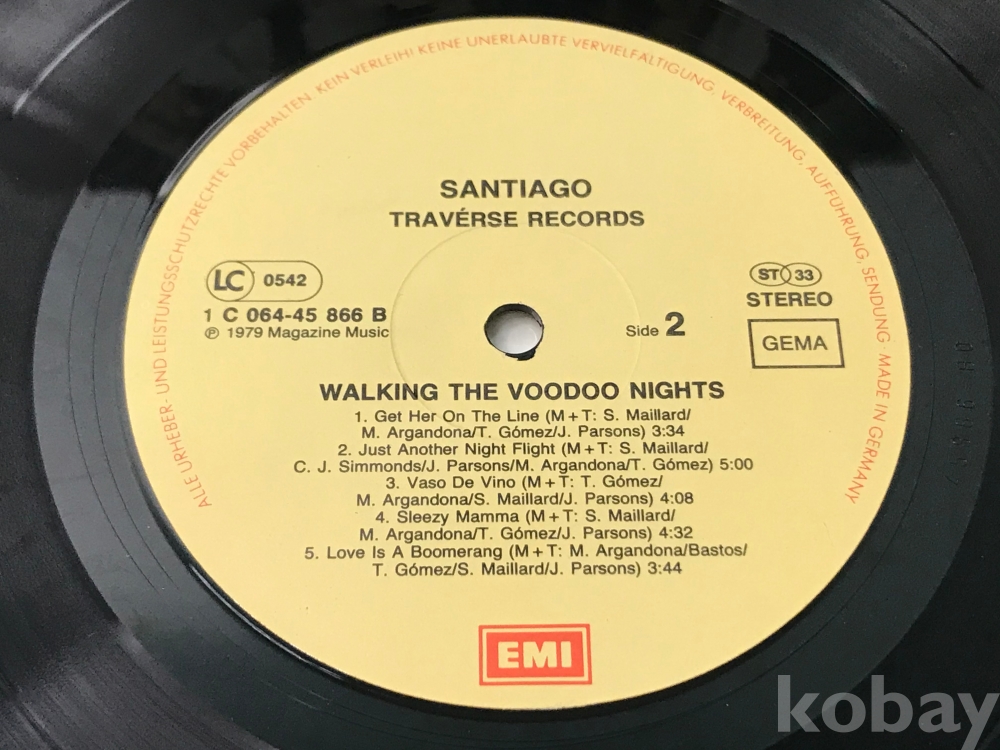 ALLE URHEBER- UND LEISTUNGSSCHUTZRECHTE VORBEHALTEN. KEIN VERLEIH! KEINE UNERLAUBTE VERVIELFÄLTIGUNG, VERBREITUNG, AUFFÜHRUNG, SENDUNG · MADE IN GERMANY
SANTIAGO
TRAVÉRSE RECORDS
LC 0542
1 C 064-45 866 B
℗ 1979 Magazine Music
Side 2
ST 33
STEREO
GEMA
WALKING THE VOODOO NIGHTS
1. Get Her On The Line (M + T: S. Maillard/
M. Argandona/T. Gómez/J. Parsons) 3:34
2. Just Another Night Flight (M + T: S. Maillard/
C. J. Simmonds/J. Parsons/M. Argandona/T. Gómez) 5:00
3. Vaso De Vino (M + T: T. Gómez/
M. Argandona/S. Maillard/J. Parsons) 4:08
4. Sleezy Mamma (M + T: S. Maillard/
M. Argandona/T. Gómez/J. Parsons) 4:32
5. Love Is A Boomerang (M + T: M. Argandona/Bastos/
T. Gómez/S. Maillard/J. Parsons) 3:44
EMI
kobay